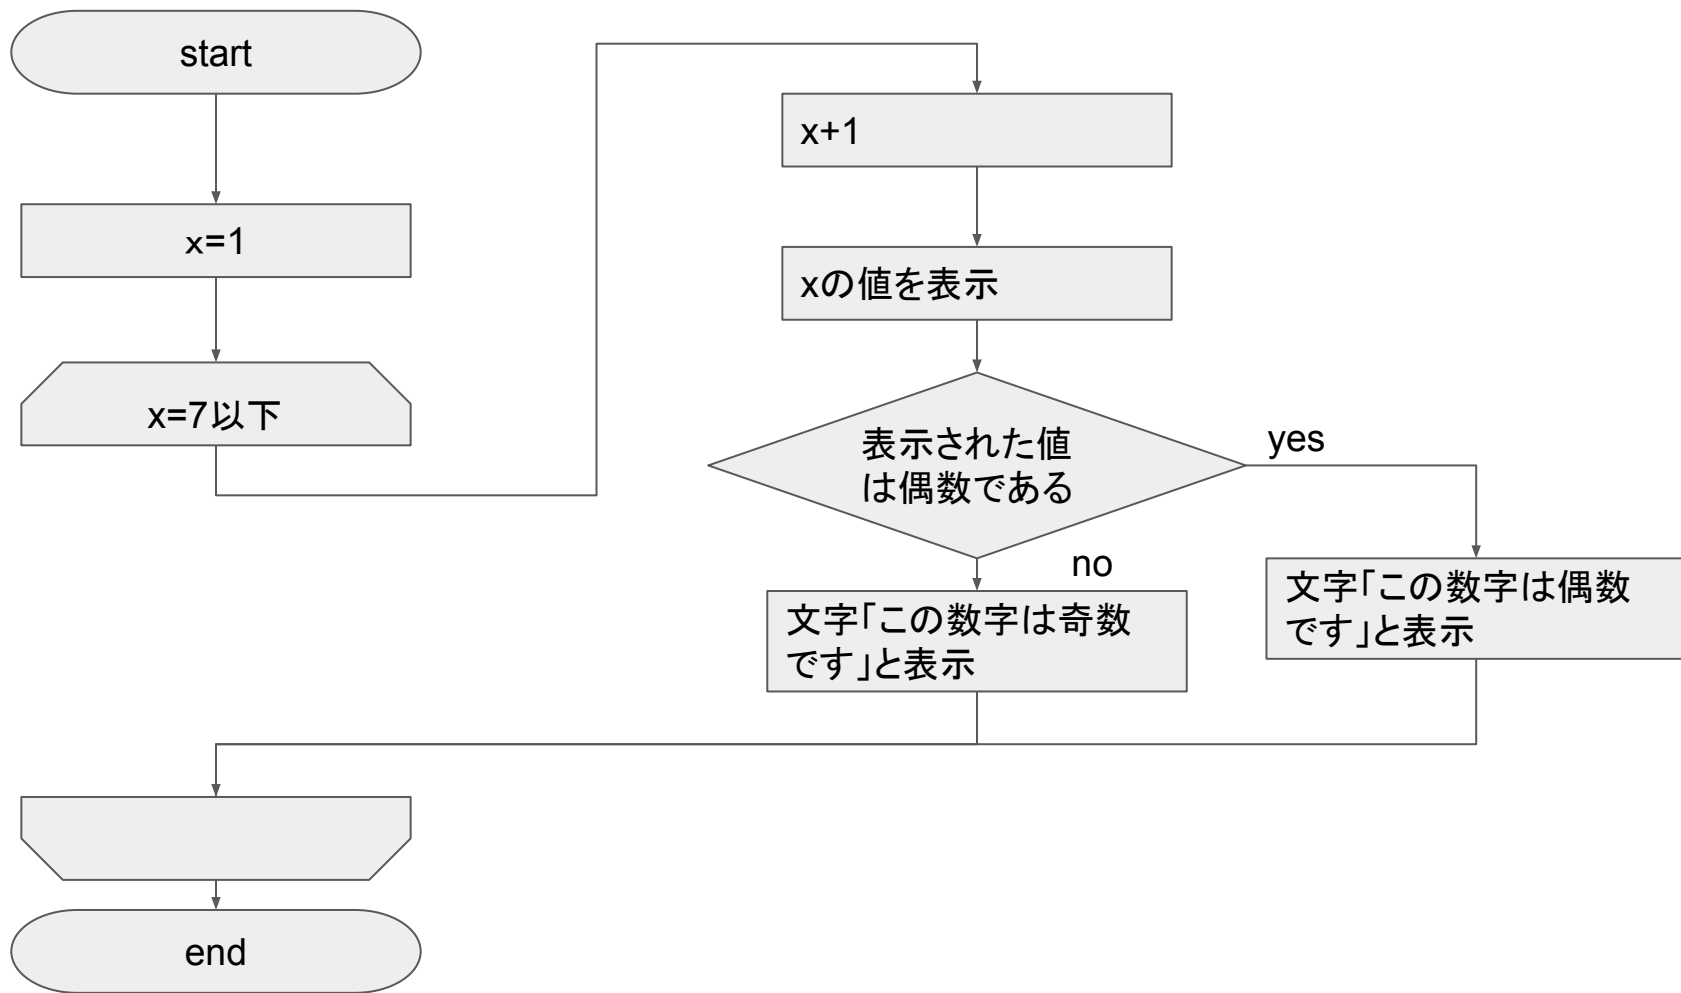 start
x=1
x=7以下
x+1
xの値を表示
表示された値
は偶数である
yes
no
文字「この数字は奇数
です」と表示
文字「この数字は偶数
です」と表示
end